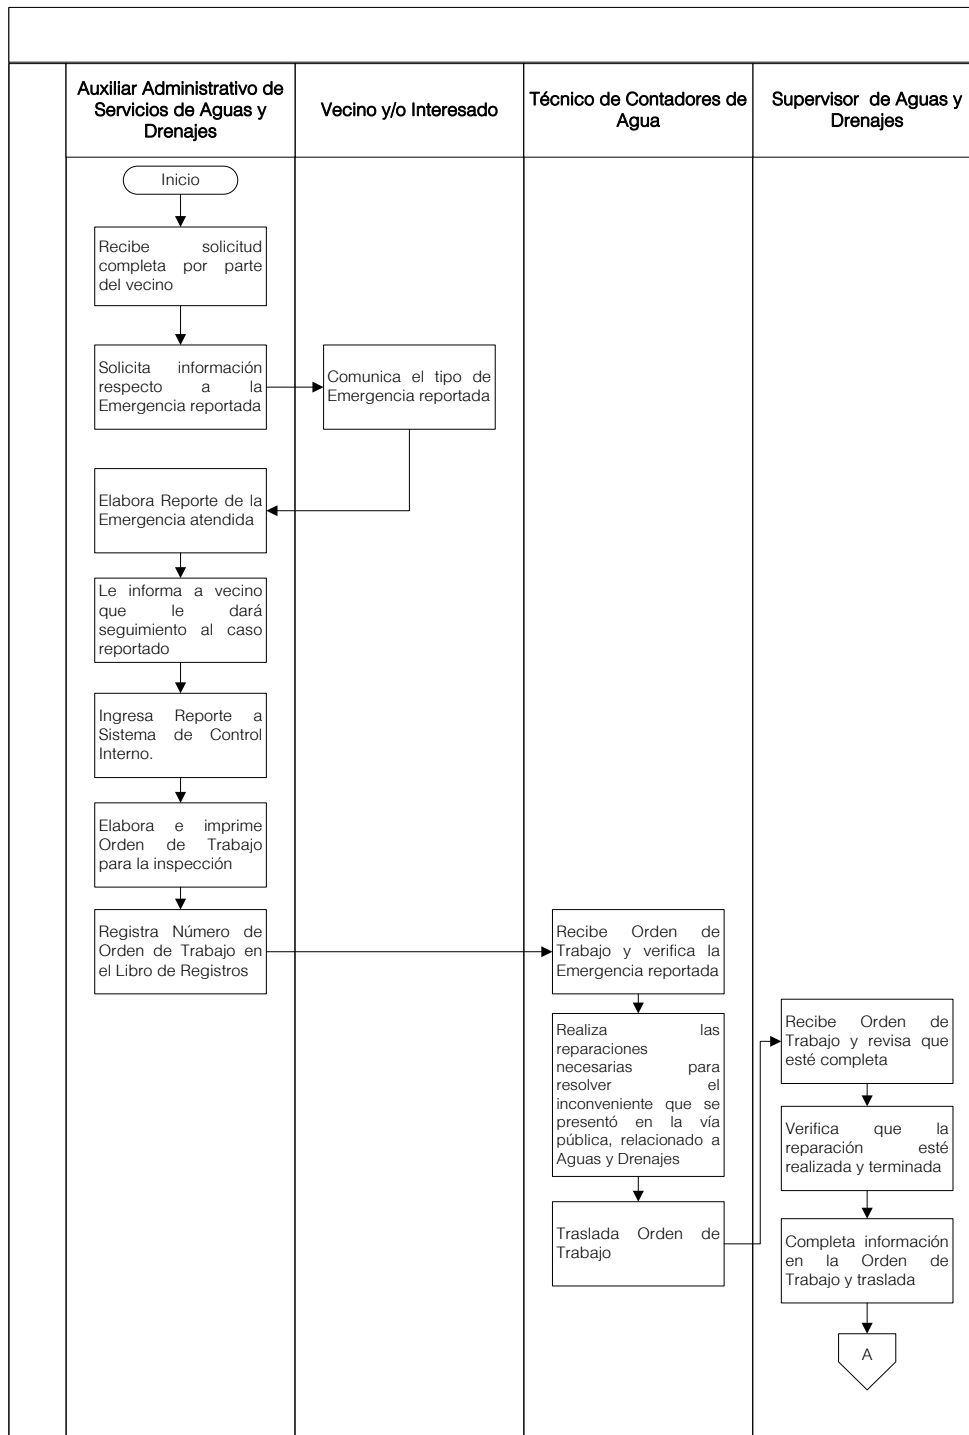 Auxiliar Administrativo de
Servicios de Aguas y
Drenajes
Vecino y/o Interesado
Técnico de Contadores de
Agua
Supervisor de Aguas y
Drenajes
Inicio
Recibe solicitud
completa por parte
del vecino
Solicita información
respecto a la
Emergencia reportada
Comunica el tipo de
Emergencia reportada
Elabora Reporte de la
Emergencia atendida
Le informa a vecino
que le dará
seguimiento al caso
reportado
Ingresa Reporte a
Sistema de Control
Interno.
Elabora e imprime
Orden de Trabajo
para la inspección
Registra Número de
Orden de Trabajo en
el Libro de Registros
Recibe Orden de
Trabajo y verifica la
Emergencia reportada
Realiza las
reparaciones
necesarias para
resolver el
inconveniente que se
presentó en la vía
pública, relacionado a
Aguas y Drenajes
Traslada Orden de
Trabajo
Recibe Orden de
Trabajo y revisa que
esté completa
Verifica que la
reparación esté
realizada y terminada
Completa información
en la Orden de
Trabajo y traslada
A